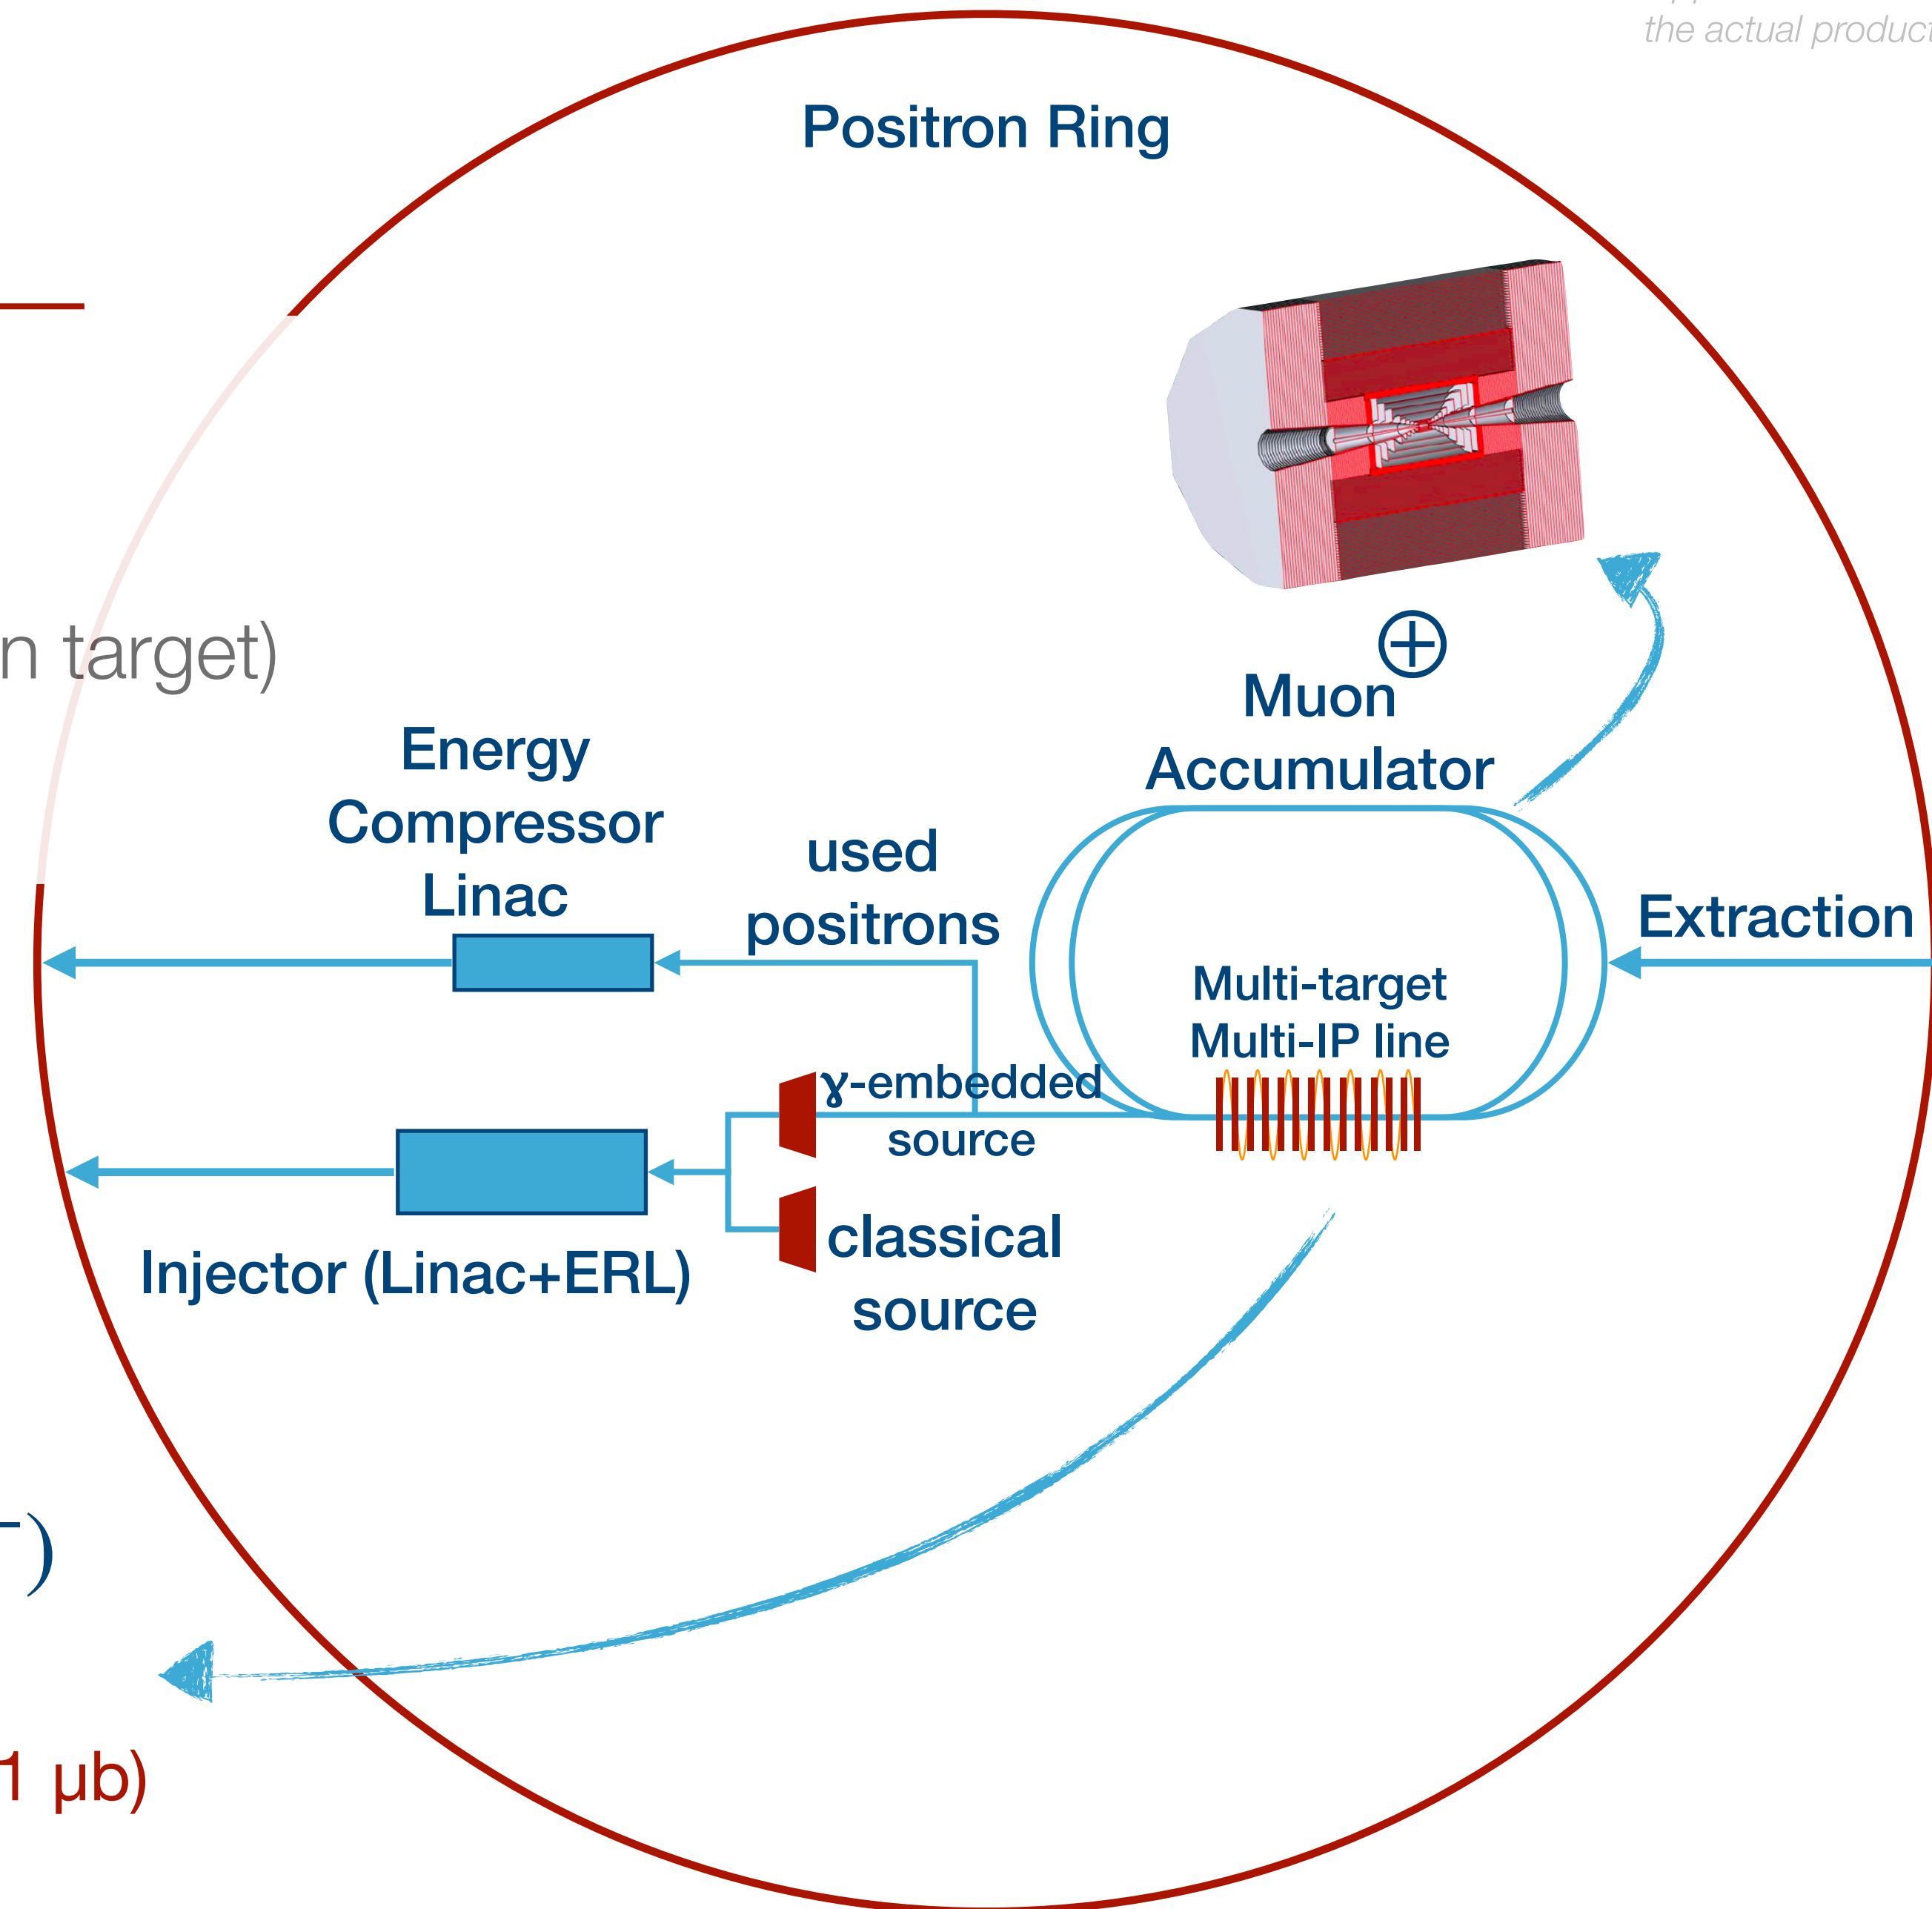 the actual product
Positron Ring
n target)
Muon
Accumulator
Energy
Compressor
Linac
used
positrons
Extraction
Multi-target
Multi-IP line
ɣ-embedded
source
classical
source
Injector (Linac+ERL)
)
1 µb)